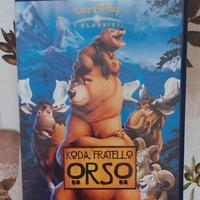 WALT DISNEY
I CLASSICI
KODA, FRATELLO
ORSO